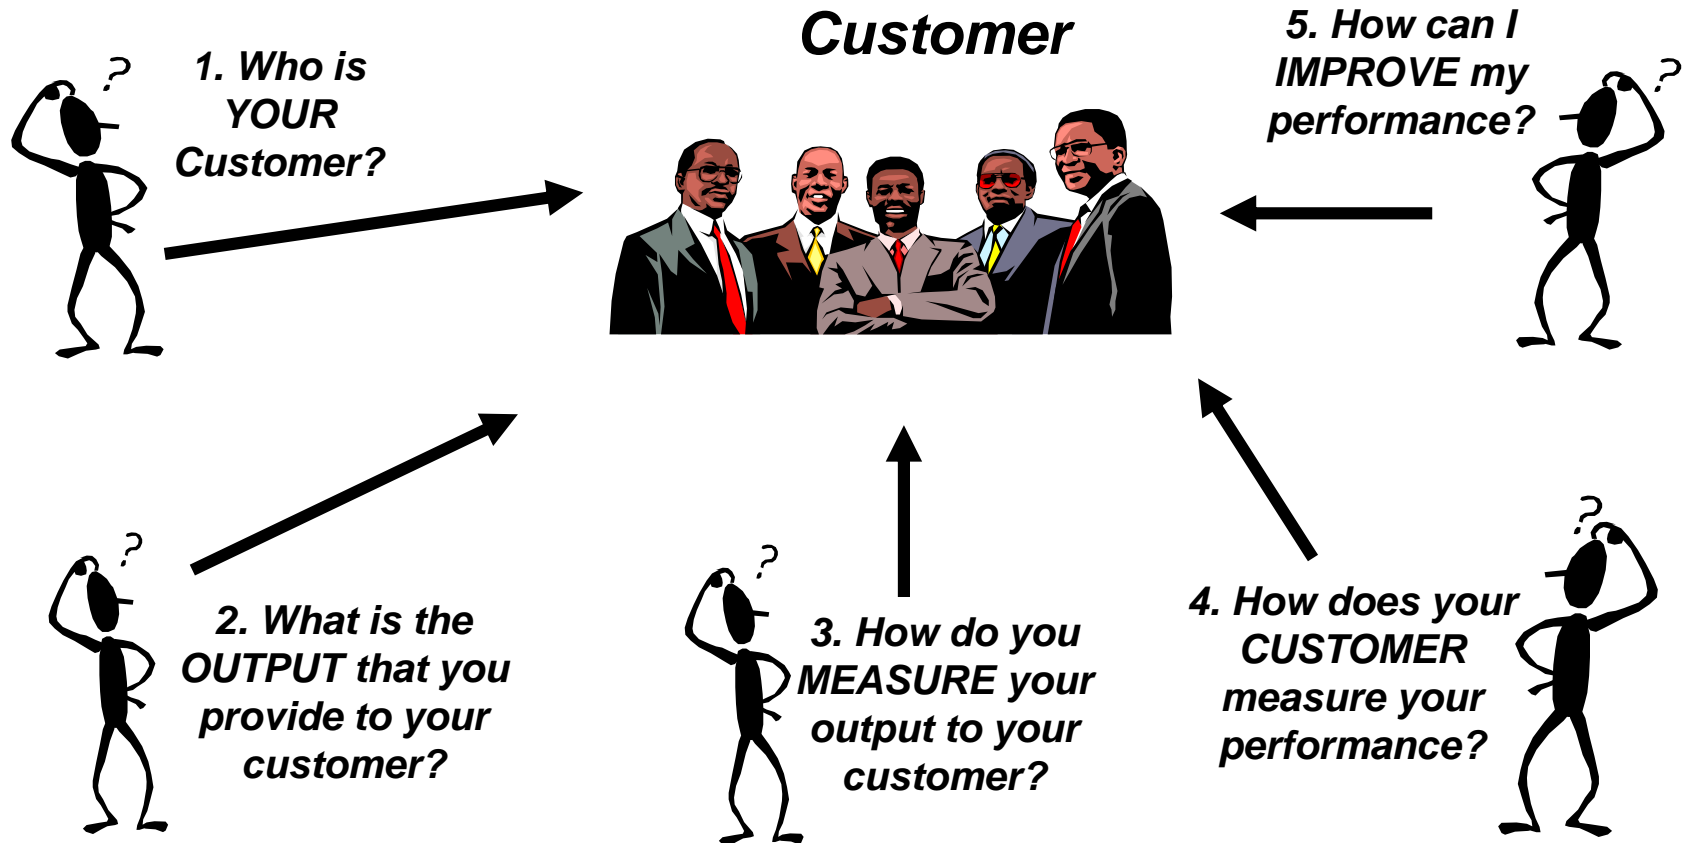 Customer
1. Who is
YOUR
Customer?
?
2. What is the
OUTPUT that you
provide to your
customer?
?
3. How do you
MEASURE your
output to your
customer?
?
4. How does your
CUSTOMER
measure your
performance?
?
5. How can I
IMPROVE my
performance?
?